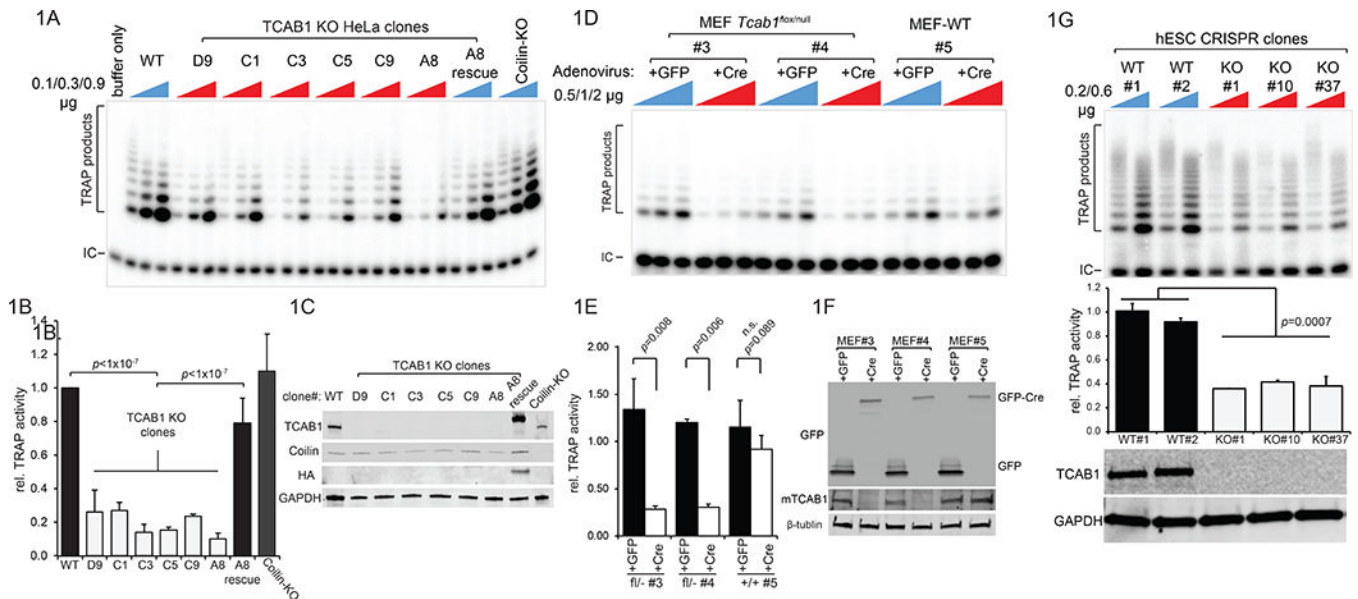 1A
TCAB1 KO HeLa clones
buffer only
WT D9 C1 C3 C5 C9 A8 A8 rescue Coilin-KO
0.1/0.3/0.9
µg
TRAP products
IC
1D
MEF Tcab1flox/null MEF-WT
#3 #4 #5
Adenovirus: +GFP +Cre +GFP +Cre +GFP +Cre
0.5/1/2 µg
TRAP products
IC
1G
hESC CRISPR clones
WT WT KO KO KO
0.2/0.6 #1 #2 #1 #10 #37
µg
TRAP products
IC
1.2
1.0
0.8
0.6
0.4
0.2
0.0
rel. TRAP activity
p=0.0007
WT#1 WT#2 KO#1 KO#10 KO#37
TCAB1
GAPDH
1B
1B
1.4
1.2
1.0
0.8
0.6
0.4
0.2
0.0
rel. TRAP activity
p<1x10-7 p<1x10-7
TCAB1 KO
clones
WT D9 C1 C3 C5 C9 A8 A8 rescue Coilin-KO
1C
TCAB1 KO clones
clone#: WT D9 C1 C3 C5 C9 A8 A8 rescue Coilin-KO
TCAB1
Coilin
HA
GAPDH
1E
p=0.008
p=0.006
n.s.
p=0.089
2.00
1.50
1.00
0.50
0.00
rel. TRAP activity
+GFP +Cre +GFP +Cre +GFP +Cre
fl/- #3 fl/- #4 +/+ #5
1F
MEF#3 MEF#4 MEF#5
+GFP +Cre +GFP +Cre +GFP +Cre
GFP-Cre
GFP
GFP
mTCAB1
β-tublin